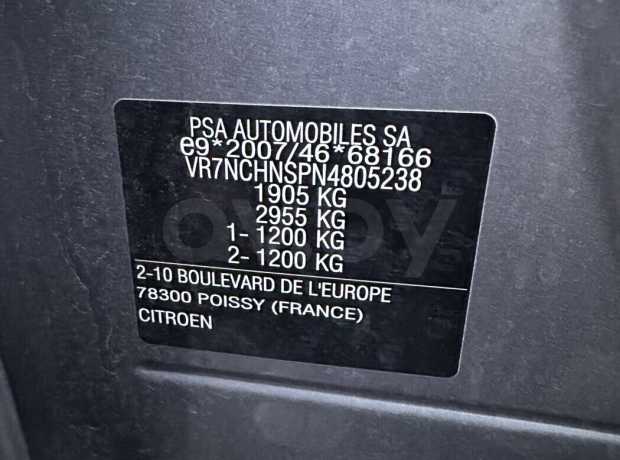 PSA AUTOMOBILES SA
e9*2007/46*68166
VR7NCHNSPN4805238
1905 KG
2955 KG
1- 1200 KG
2- 1200 KG
2-10 BOULEVARD DE L'EUROPE
78300 POISSY (FRANCE)
CITROEN